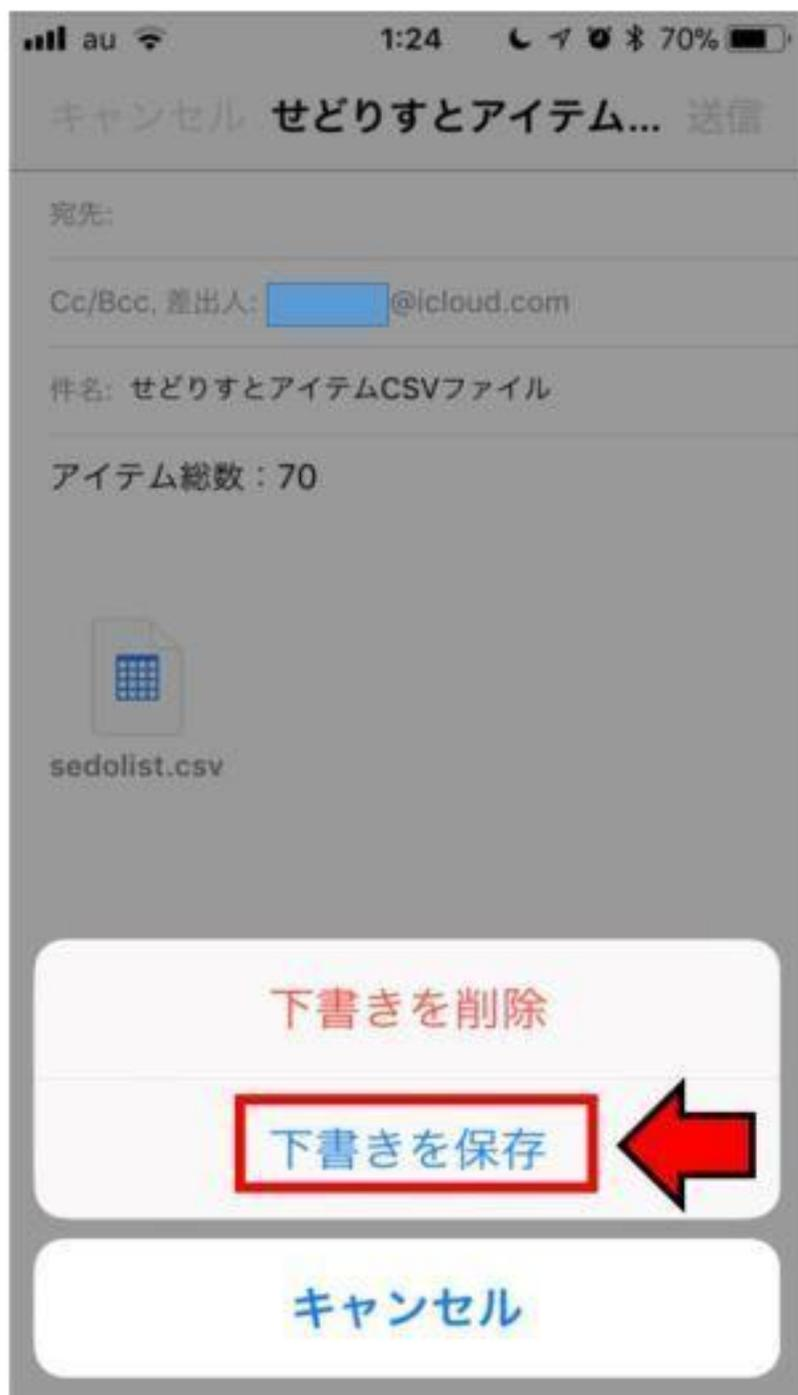 au 1:24 70%
キャンセル せどりすとアイテム... 送信
宛先:
Cc/Bcc, 差出人: @icloud.com
件名: せどりすとアイテムCSVファイル
アイテム総数：70
sedolist.csv
下書きを削除
下書きを保存
キャンセル